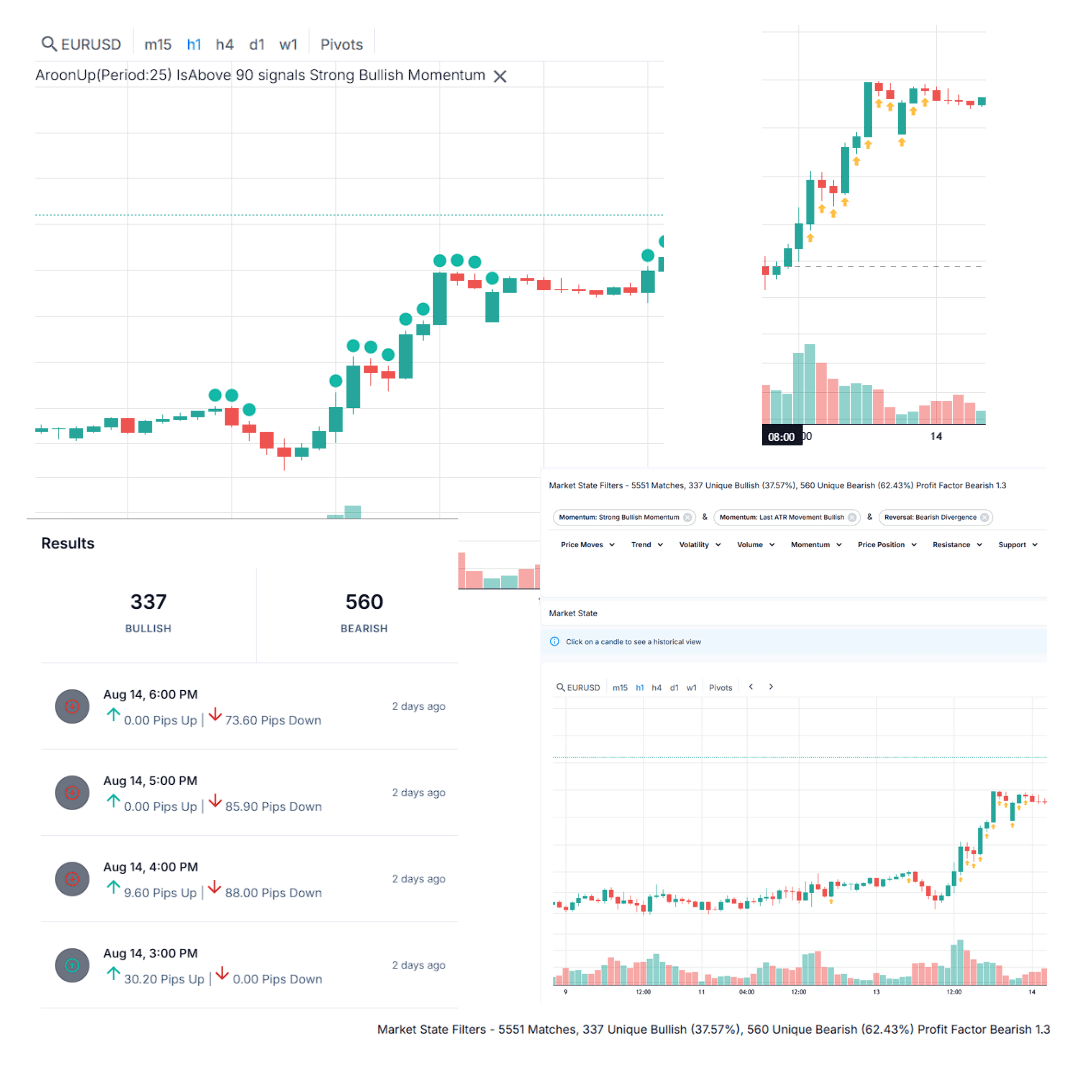 EURUSD m15 h1 h4 d1 w1 Pivots
AroonUp(Period:25) IsAbove 90 signals Strong Bullish Momentum
08:00
14
Results
337
BULLISH
560
BEARISH
Aug 14, 6:00 PM
0.00 Pips Up | 73.60 Pips Down
2 days ago
Aug 14, 5:00 PM
0.00 Pips Up | 85.90 Pips Down
2 days ago
Aug 14, 4:00 PM
9.60 Pips Up | 88.00 Pips Down
2 days ago
Aug 14, 3:00 PM
30.20 Pips Up | 0.00 Pips Down
2 days ago
Market State Filters - 5551 Matches, 337 Unique Bullish (37.57%), 560 Unique Bearish (62.43%) Profit Factor Bearish 1.3
Momentum: Strong Bullish Momentum & Momentum: Last ATR Movement Bullish & Reversal: Bearish Divergence
Price Moves Trend Volatility Volume Momentum Price Position Resistance Support
Market State
Click on a candle to see a historical view
EURUSD m15 h1 h4 d1 w1 Pivots
9 12:00 11 04:00 12:00 13 12:00 14
Market State Filters - 5551 Matches, 337 Unique Bullish (37.57%), 560 Unique Bearish (62.43%) Profit Factor Bearish 1.3